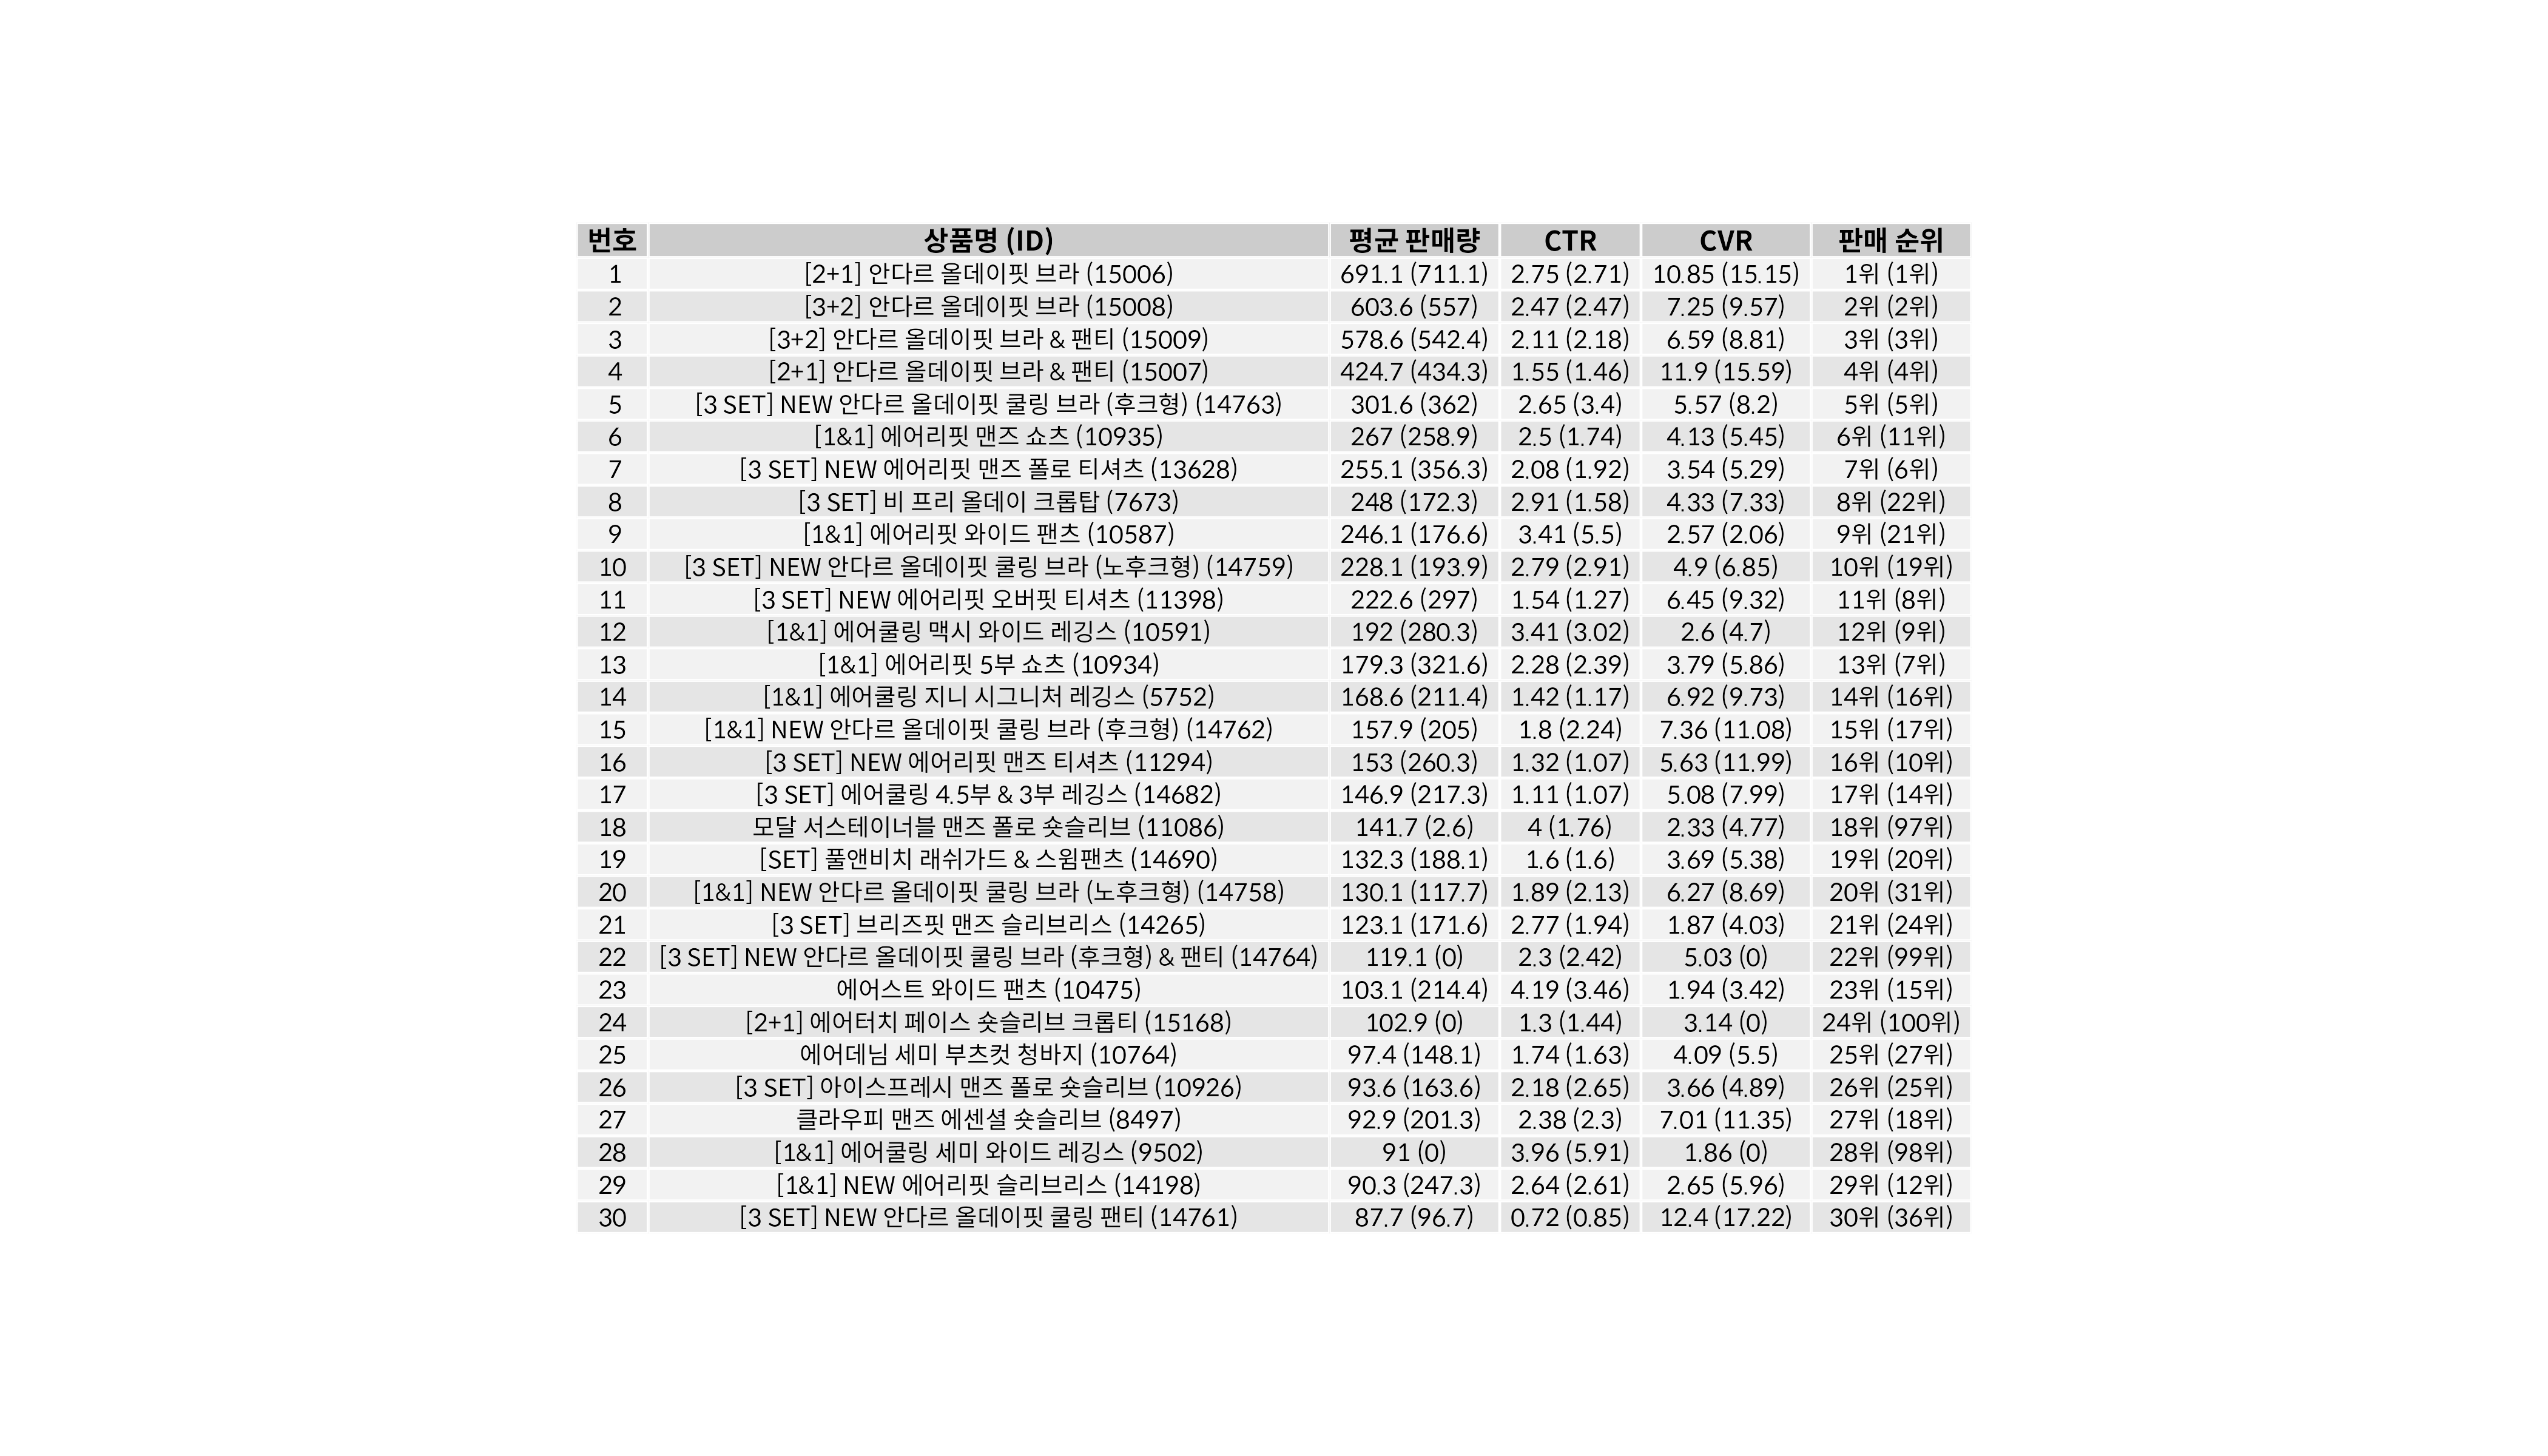 번호 상품명 (ID) 평균 판매량 CTR CVR 판매 순위
1 [2+1] 안다르 올데이핏 브라 (15006) 691.1 (711.1) 2.75 (2.71) 10.85 (15.15) 1위 (1위)
2 [3+2] 안다르 올데이핏 브라 (15008) 603.6 (557) 2.47 (2.47) 7.25 (9.57) 2위 (2위)
3 [3+2] 안다르 올데이핏 브라 & 팬티 (15009) 578.6 (542.4) 2.11 (2.18) 6.59 (8.81) 3위 (3위)
4 [2+1] 안다르 올데이핏 브라 & 팬티 (15007) 424.7 (434.3) 1.55 (1.46) 11.9 (15.59) 4위 (4위)
5 [3 SET] NEW 안다르 올데이핏 쿨링 브라 (후크형) (14763) 301.6 (362) 2.65 (3.4) 5.57 (8.2) 5위 (5위)
6 [1&1] 에어리핏 맨즈 쇼츠 (10935) 267 (258.9) 2.5 (1.74) 4.13 (5.45) 6위 (11위)
7 [3 SET] NEW 에어리핏 맨즈 폴로 티셔츠 (13628) 255.1 (356.3) 2.08 (1.92) 3.54 (5.29) 7위 (6위)
8 [3 SET] 비 프리 올데이 크롭탑 (7673) 248 (172.3) 2.91 (1.58) 4.33 (7.33) 8위 (22위)
9 [1&1] 에어리핏 와이드 팬츠 (10587) 246.1 (176.6) 3.41 (5.5) 2.57 (2.06) 9위 (21위)
10 [3 SET] NEW 안다르 올데이핏 쿨링 브라 (노후크형) (14759) 228.1 (193.9) 2.79 (2.91) 4.9 (6.85) 10위 (19위)
11 [3 SET] NEW 에어리핏 오버핏 티셔츠 (11398) 222.6 (297) 1.54 (1.27) 6.45 (9.32) 11위 (8위)
12 [1&1] 에어쿨링 맥시 와이드 레깅스 (10591) 192 (280.3) 3.41 (3.02) 2.6 (4.7) 12위 (9위)
13 [1&1] 에어리핏 5부 쇼츠 (10934) 179.3 (321.6) 2.28 (2.39) 3.79 (5.86) 13위 (7위)
14 [1&1] 에어쿨링 지니 시그니처 레깅스 (5752) 168.6 (211.4) 1.42 (1.17) 6.92 (9.73) 14위 (16위)
15 [1&1] NEW 안다르 올데이핏 쿨링 브라 (후크형) (14762) 157.9 (205) 1.8 (2.24) 7.36 (11.08) 15위 (17위)
16 [3 SET] NEW 에어리핏 맨즈 티셔츠 (11294) 153 (260.3) 1.32 (1.07) 5.63 (11.99) 16위 (10위)
17 [3 SET] 에어쿨링 4.5부 & 3부 레깅스 (14682) 146.9 (217.3) 1.11 (1.07) 5.08 (7.99) 17위 (14위)
18 모달 서스테이너블 맨즈 폴로 숏슬리브 (11086) 141.7 (2.6) 4 (1.76) 2.33 (4.77) 18위 (97위)
19 [SET] 풀앤비치 래쉬가드 & 스윔팬츠 (14690) 132.3 (188.1) 1.6 (1.6) 3.69 (5.38) 19위 (20위)
20 [1&1] NEW 안다르 올데이핏 쿨링 브라 (노후크형) (14758) 130.1 (117.7) 1.89 (2.13) 6.27 (8.69) 20위 (31위)
21 [3 SET] 브리즈핏 맨즈 슬리브리스 (14265) 123.1 (171.6) 2.77 (1.94) 1.87 (4.03) 21위 (24위)
22 [3 SET] NEW 안다르 올데이핏 쿨링 브라 (후크형) & 팬티 (14764) 119.1 (0) 2.3 (2.42) 5.03 (0) 22위 (99위)
23 에어스트 와이드 팬츠 (10475) 103.1 (214.4) 4.19 (3.46) 1.94 (3.42) 23위 (15위)
24 [2+1] 에어터치 페이스 숏슬리브 크롭티 (15168) 102.9 (0) 1.3 (1.44) 3.14 (0) 24위 (100위)
25 에어데님 세미 부츠컷 청바지 (10764) 97.4 (148.1) 1.74 (1.63) 4.09 (5.5) 25위 (27위)
26 [3 SET] 아이스프레시 맨즈 폴로 숏슬리브 (10926) 93.6 (163.6) 2.18 (2.65) 3.66 (4.89) 26위 (25위)
27 클라우피 맨즈 에센셜 숏슬리브 (8497) 92.9 (201.3) 2.38 (2.3) 7.01 (11.35) 27위 (18위)
28 [1&1] 에어쿨링 세미 와이드 레깅스 (9502) 91 (0) 3.96 (5.91) 1.86 (0) 28위 (98위)
29 [1&1] NEW 에어리핏 슬리브리스 (14198) 90.3 (247.3) 2.64 (2.61) 2.65 (5.96) 29위 (12위)
30 [3 SET] NEW 안다르 올데이핏 쿨링 팬티 (14761) 87.7 (96.7) 0.72 (0.85) 12.4 (17.22) 30위 (36위)